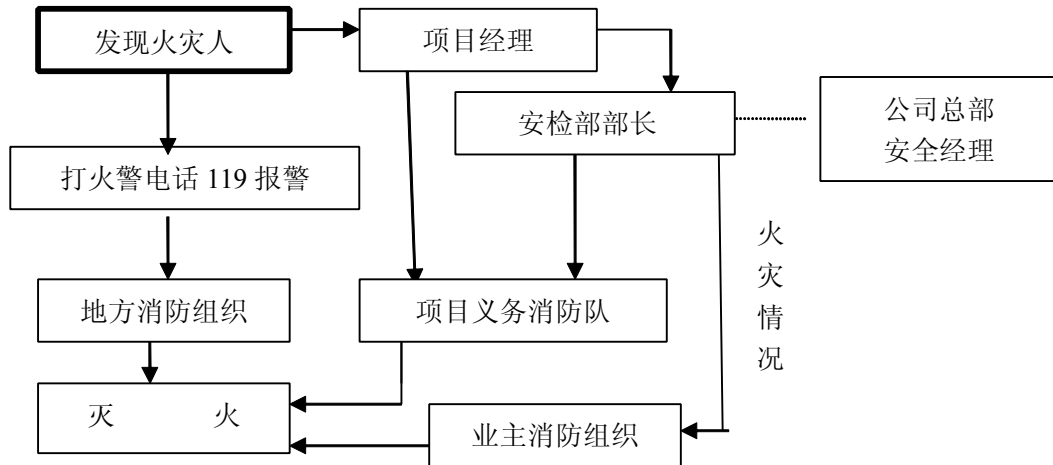 发现火灾人
项目经理
安检部部长
公司总部
安全经理
打火警电话 119 报警
火
灾
情
况
地方消防组织
项目义务消防队
灭 火
业主消防组织